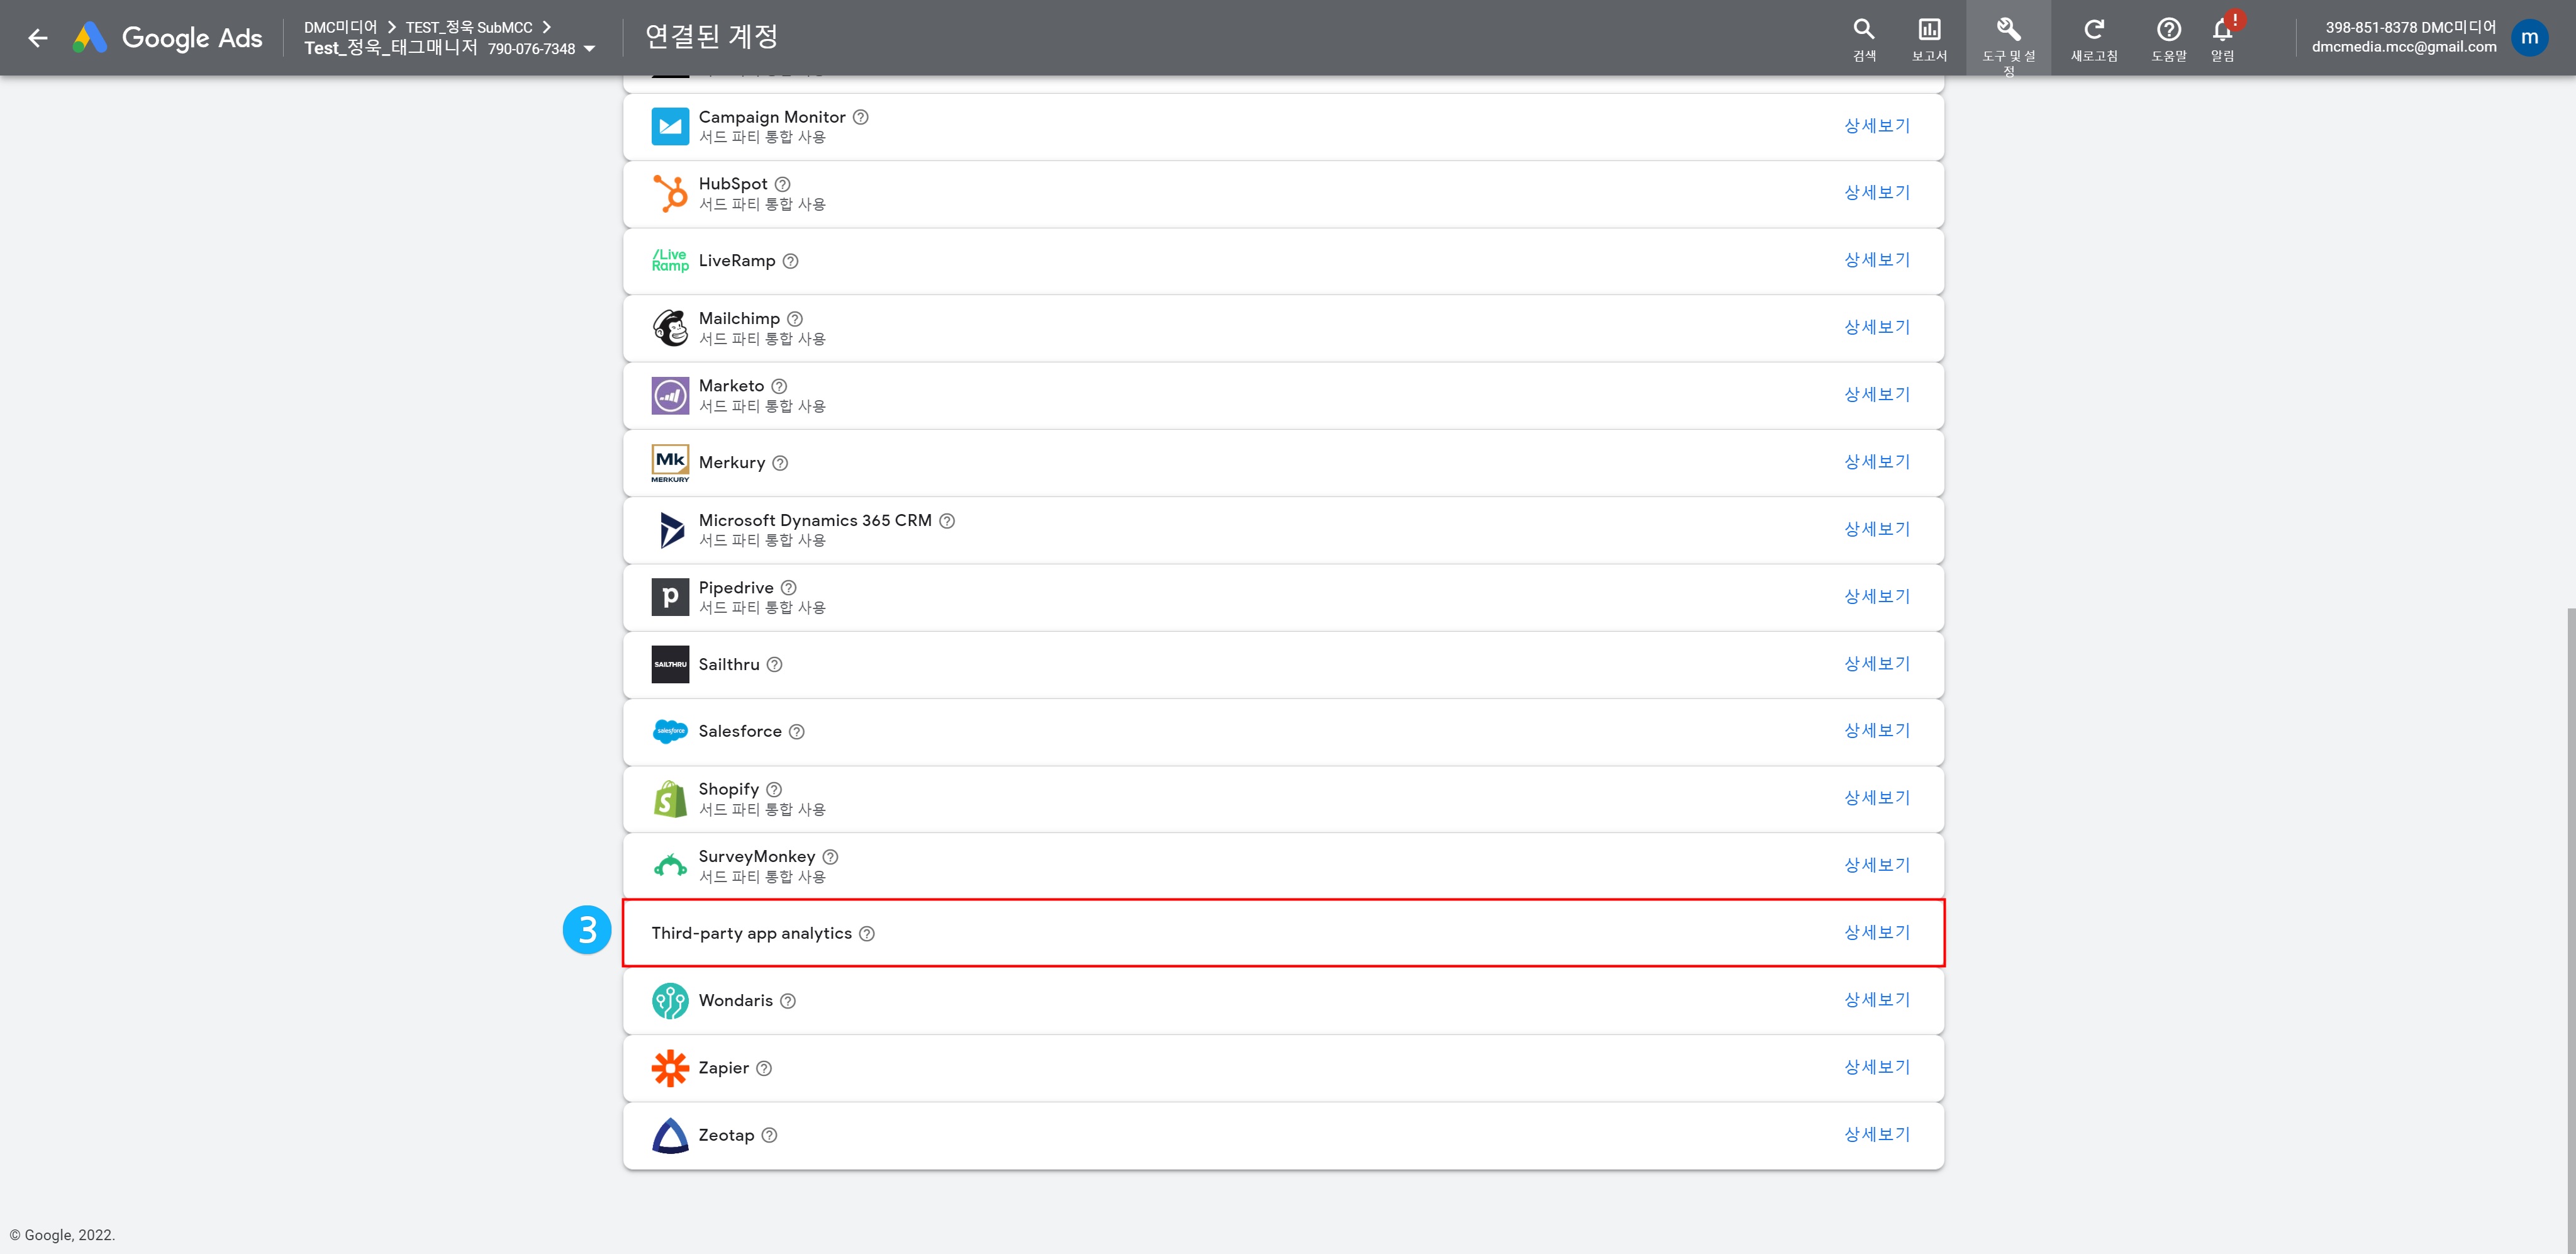 Google Ads
DMC미디어 > TEST_정욱 SubMCC >
Test_정욱_태그매니저 790-076-7348
연결된 계정
검색
보고서
도구 및 설
정
새로고침
도움말
!
알림
398-851-8378 DMC미디어
dmcmedia.mcc@gmail.com
m
Campaign Monitor
서드 파티 통합 사용
상세보기
HubSpot
서드 파티 통합 사용
상세보기
/Live
Ramp
LiveRamp
상세보기
Mailchimp
서드 파티 통합 사용
상세보기
Marketo
서드 파티 통합 사용
상세보기
Mk
MERKURY
Merkury
상세보기
Microsoft Dynamics 365 CRM
서드 파티 통합 사용
상세보기
p
Pipedrive
서드 파티 통합 사용
상세보기
SAILTHRU
Sailthru
상세보기
salesforce
Salesforce
상세보기
S
Shopify
서드 파티 통합 사용
상세보기
SurveyMonkey
서드 파티 통합 사용
상세보기
3
Third-party app analytics
상세보기
Wondaris
상세보기
Zapier
상세보기
Zeotap
상세보기
© Google, 2022.